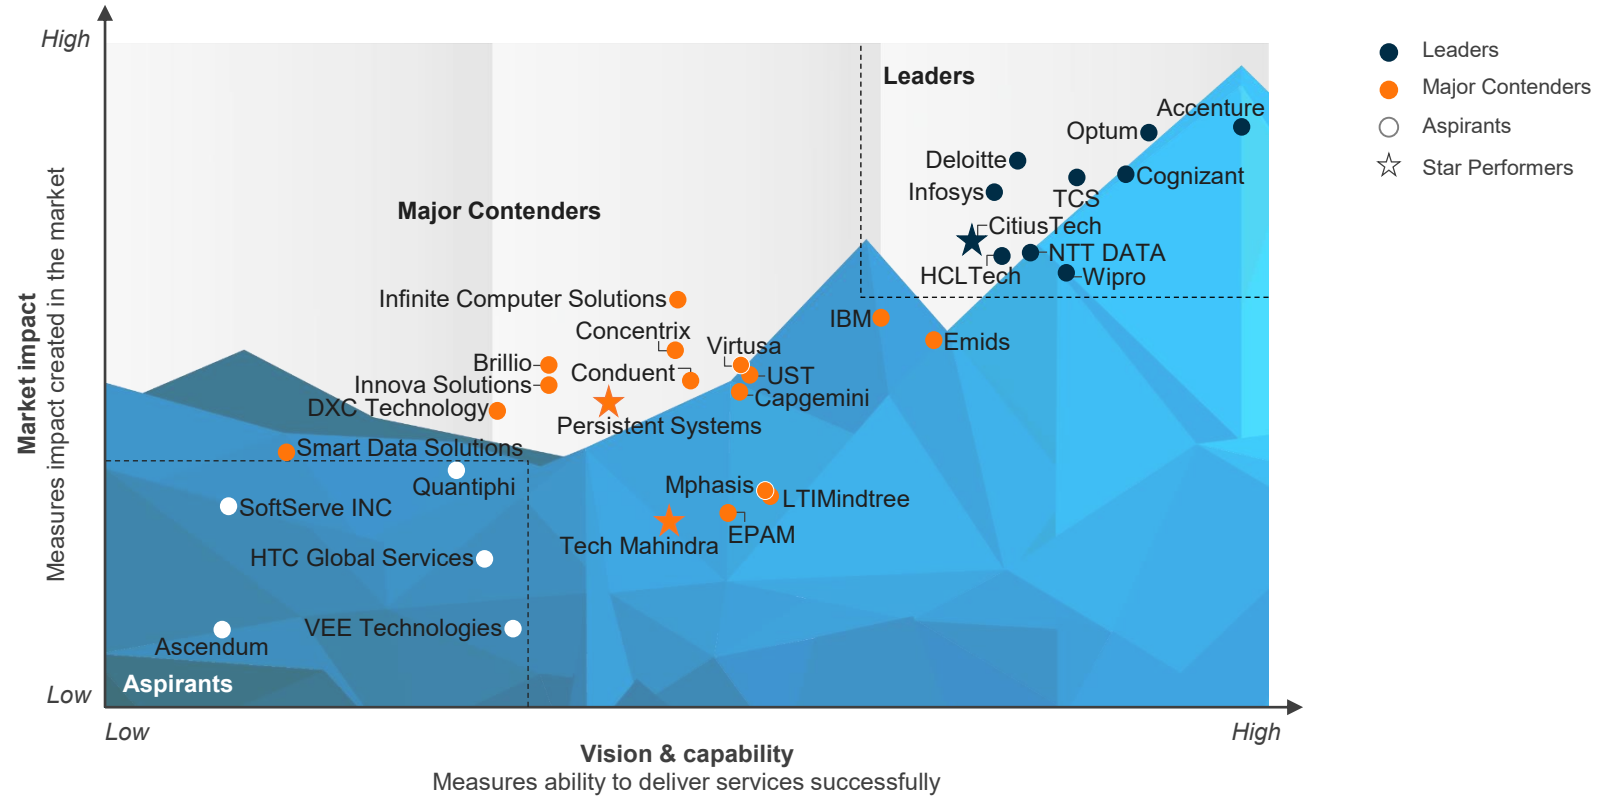 High
Leaders
Leaders
Major Contenders
Aspirants
Star Performers
Accenture
Optum
Deloitte
Cognizant
Infosys
TCS
Major Contenders
CitiusTech
NTT DATA
HCLTech
Wipro
Infinite Computer Solutions
IBM
Concentrix
Emids
Virtusa
Brillio
Conduent
UST
Innova Solutions
Capgemini
DXC Technology
Persistent Systems
Smart Data Solutions
Quantiphi
Mphasis
LTIMindtree
SoftServe INC
EPAM
Tech Mahindra
HTC Global Services
VEE Technologies
Ascendum
Aspirants
Market impact
Measures impact created in the market
Low
Low
High
Vision & capability
Measures ability to deliver services successfully